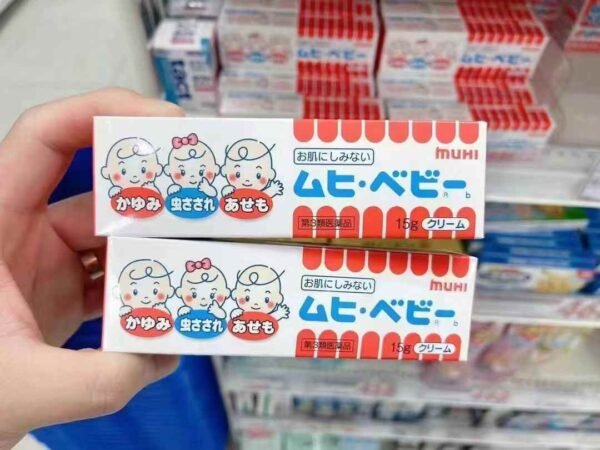 お肌にしみない
muHI
ムヒ・ベビー
Rb
かゆみ
虫さされ
あせも
第3類医薬品
15g
クリーム
お肌にしみない
muHI
ムヒ・ベビー
Rb
かゆみ
虫さされ
あせも
第3類医薬品
15g
クリーム